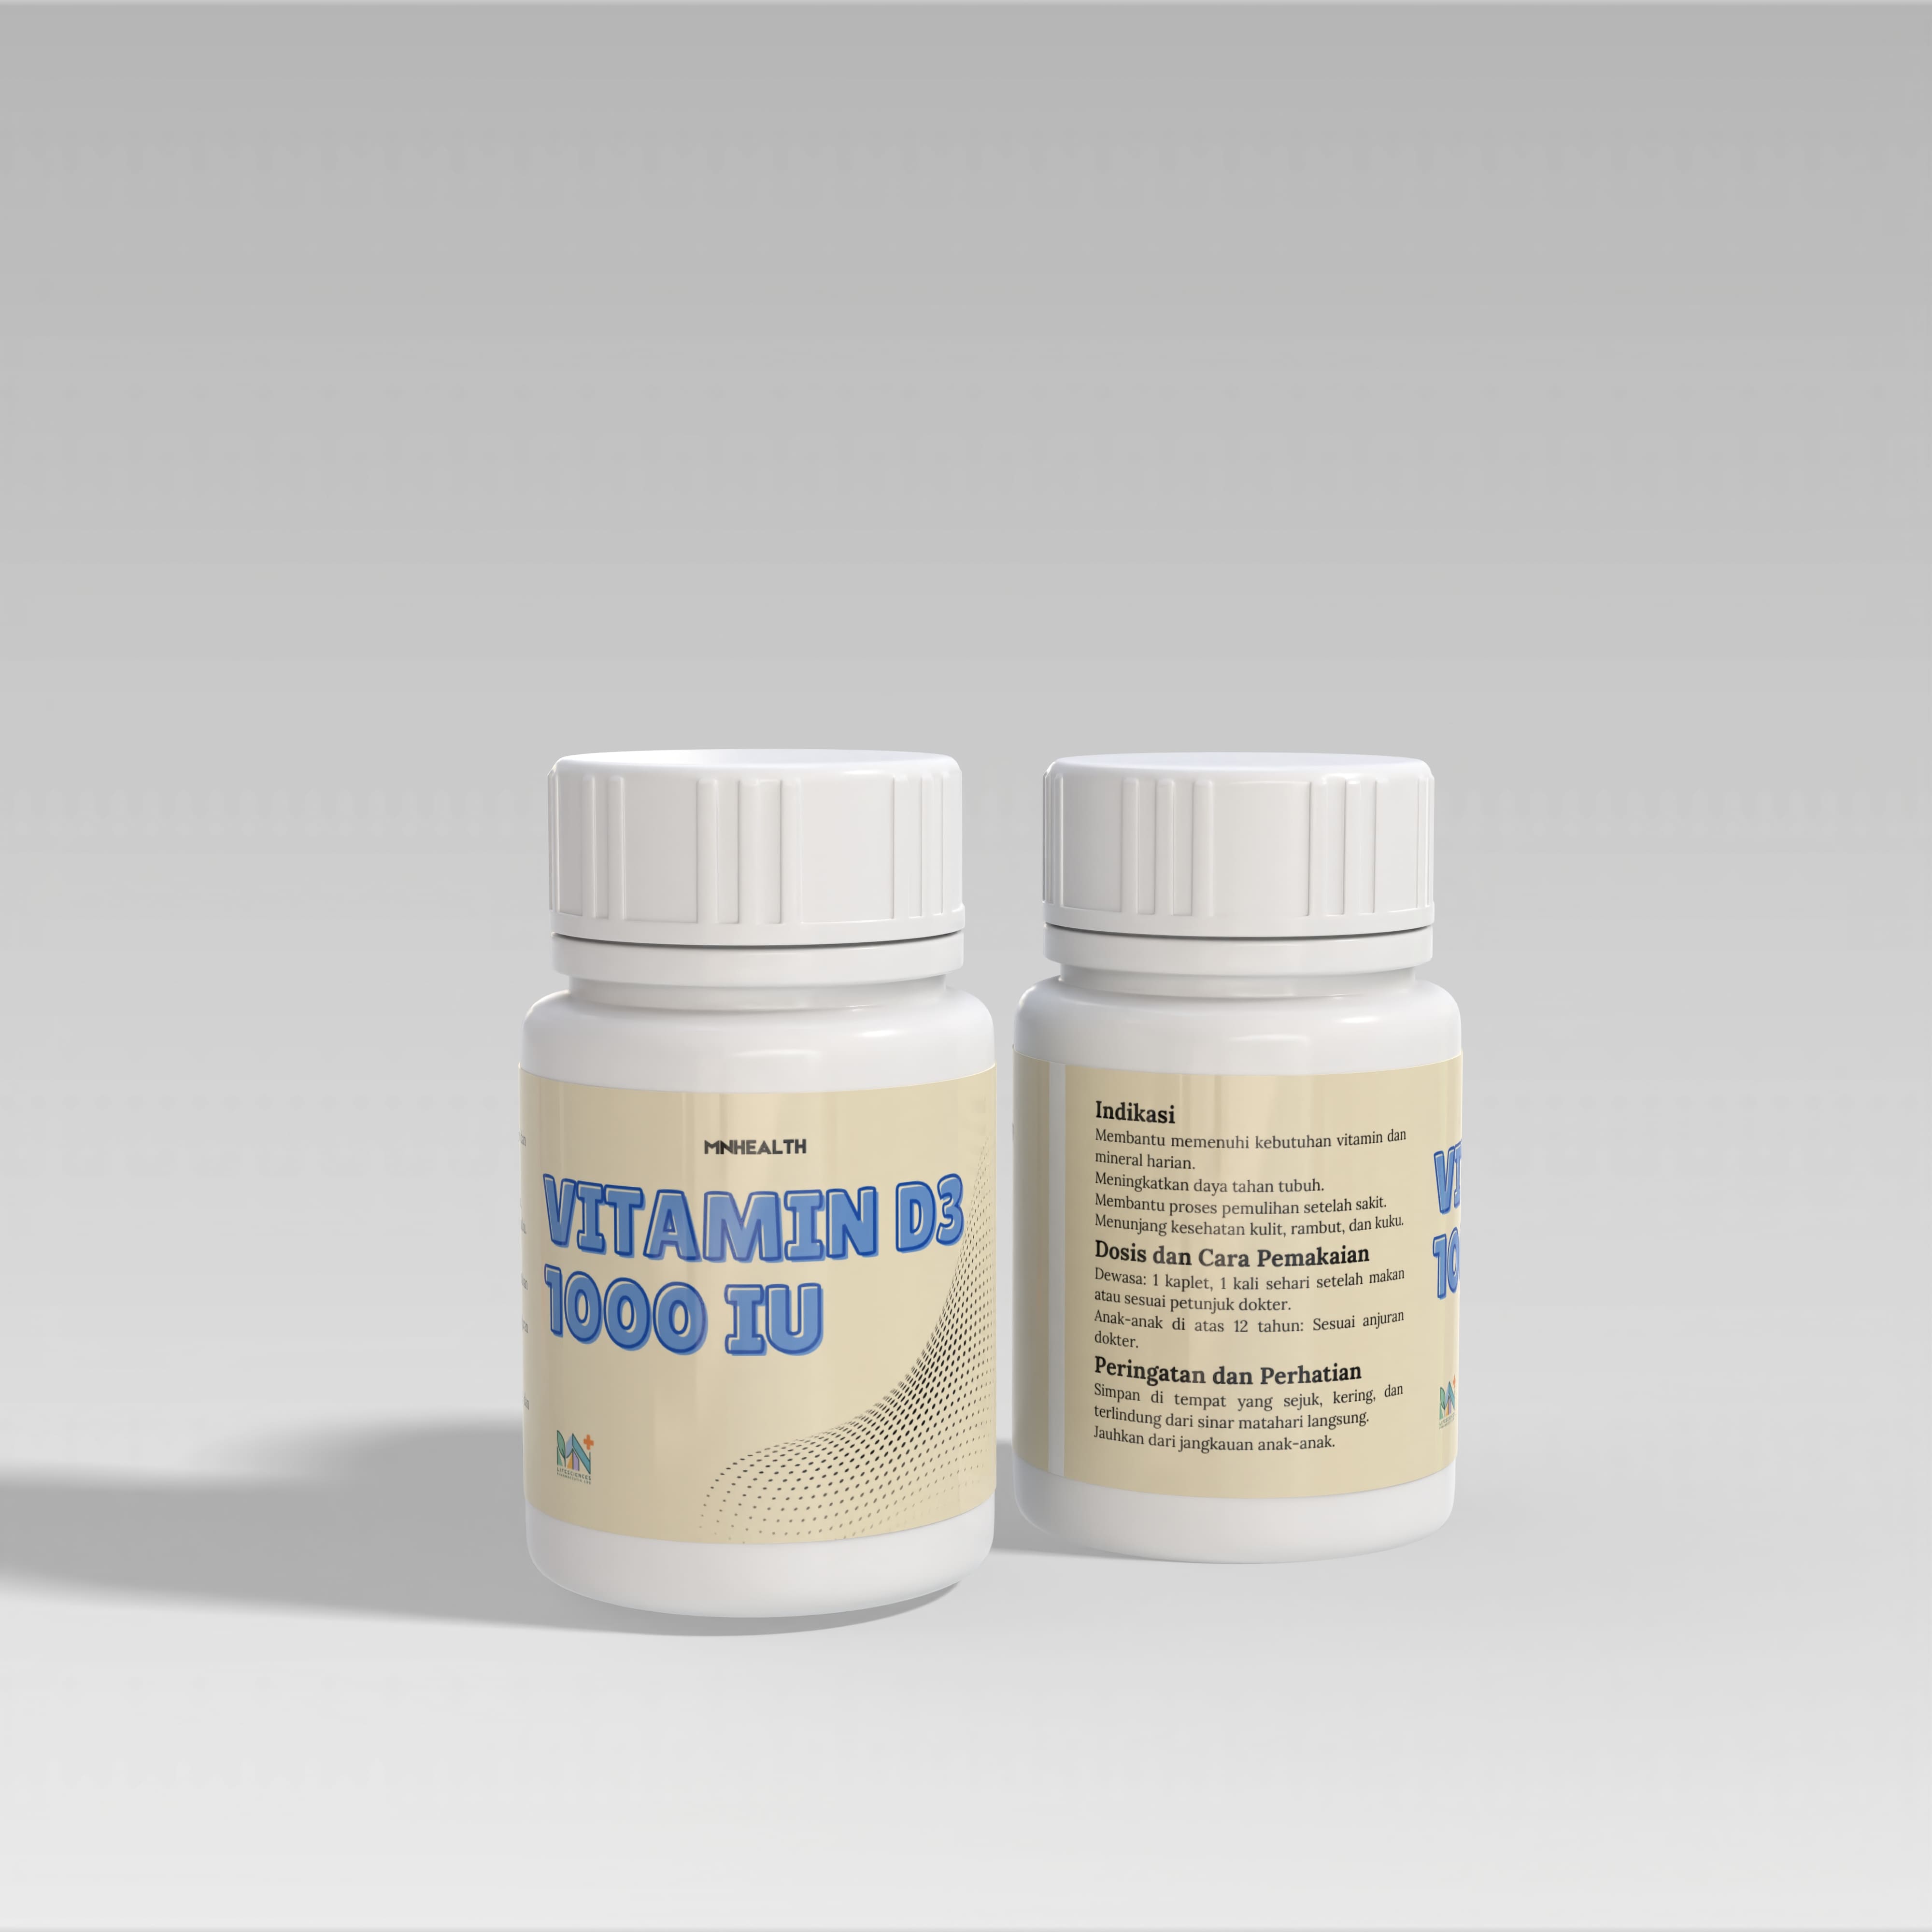 MNHEALTH
VITAMIN D3
1000 IU
MN
LIFESCIENCES
Indikasi
Membantu memenuhi kebutuhan vitamin dan
mineral harian.
Meningkatkan daya tahan tubuh.
Membantu proses pemulihan setelah sakit.
Menunjang kesehatan kulit, rambut, dan kuku.
Dosis dan Cara Pemakaian
Dewasa: 1 kaplet, 1 kali sehari setelah makan
atau sesuai petunjuk dokter.
Anak-anak di atas 12 tahun: Sesuai anjuran
dokter.
Peringatan dan Perhatian
Simpan di tempat yang sejuk, kering, dan
terlindung dari sinar matahari langsung.
Jauhkan dari jangkauan anak-anak.